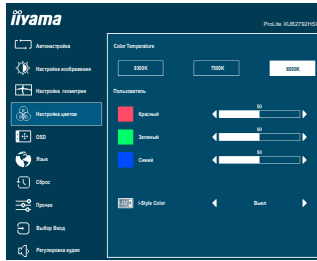 iiyama
ProLite XUB2792HS
Автонастройка
Color Temperature
Настройка изображения
9300K
7500K
6500K
Настройка геометрии
Пользователь
Настройка цветов
Красный
50
OSD
Зеленый
50
Язык
Синий
50
Сброс
Прочее
i-Style Color
Выкл
Выбор Вход
Регулировка аудио